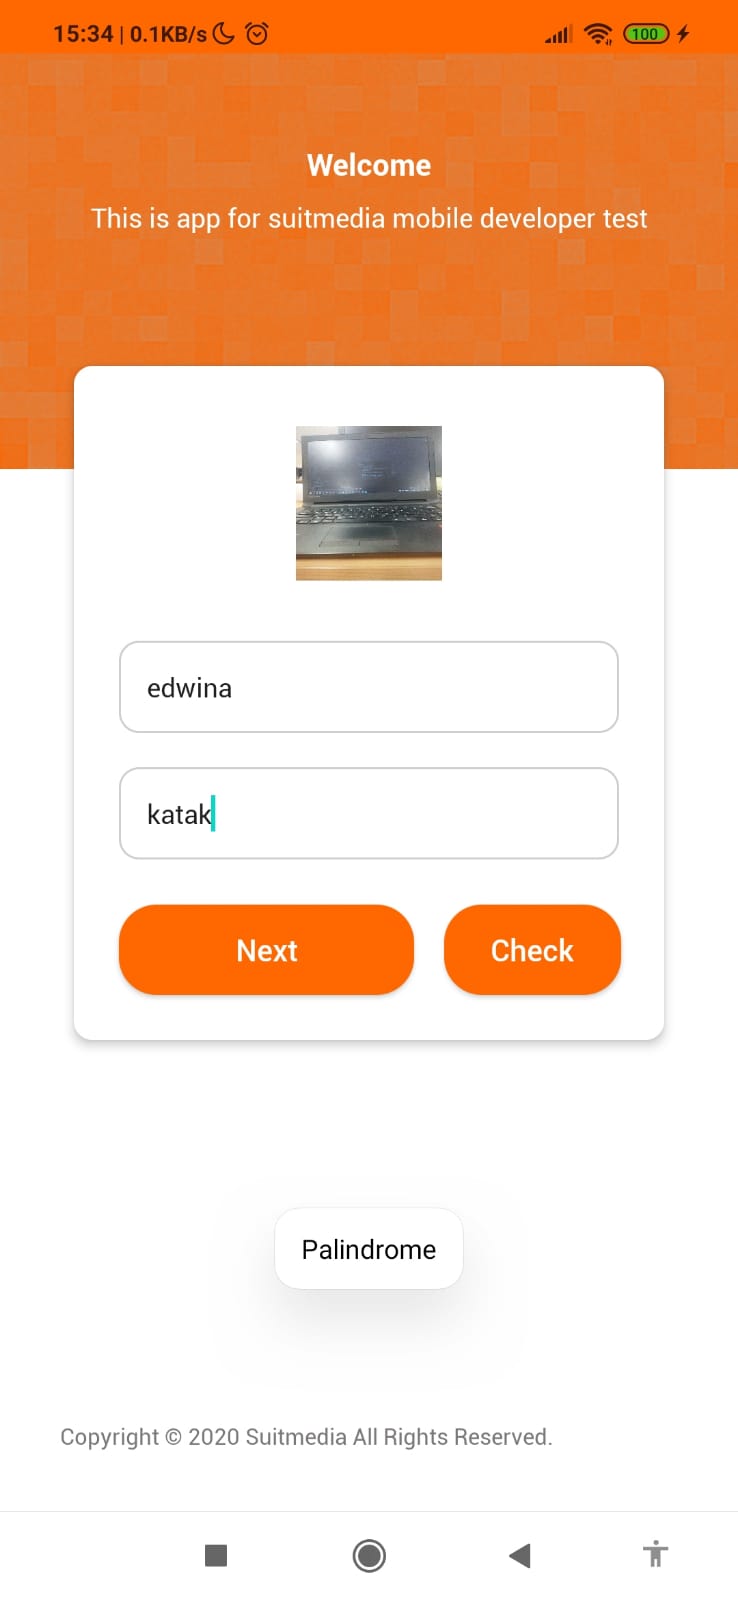 15:34 | 0.1KB/s
100
Welcome
This is app for suitmedia mobile developer test
edwina
katak
Next
Check
Palindrome
Copyright © 2020 Suitmedia All Rights Reserved.